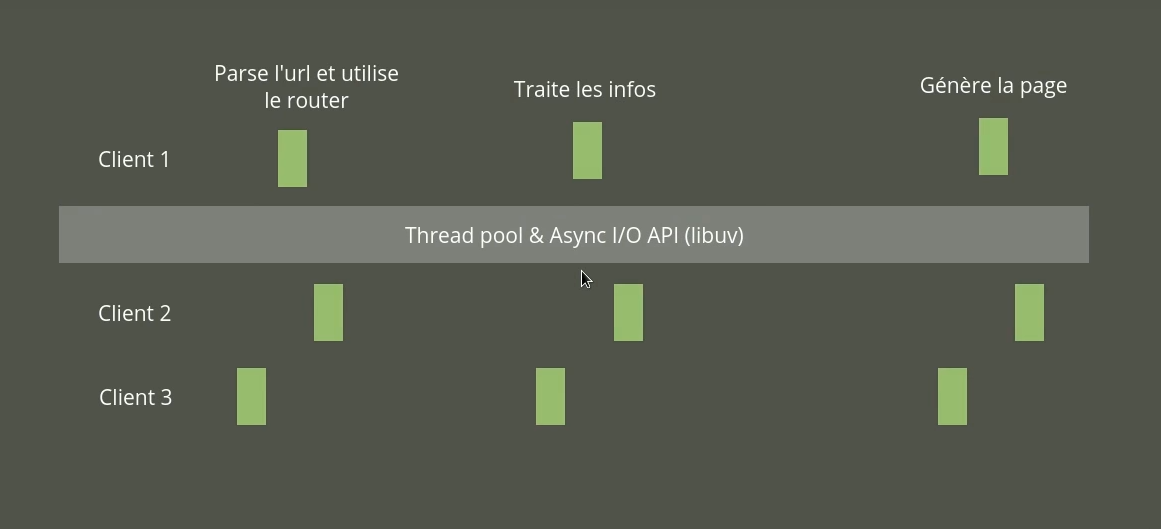 Parse l'url et utilise
le router
Traite les infos
Génère la page
Client 1
Thread pool & Async I/O API (libuv)
Client 2
Client 3